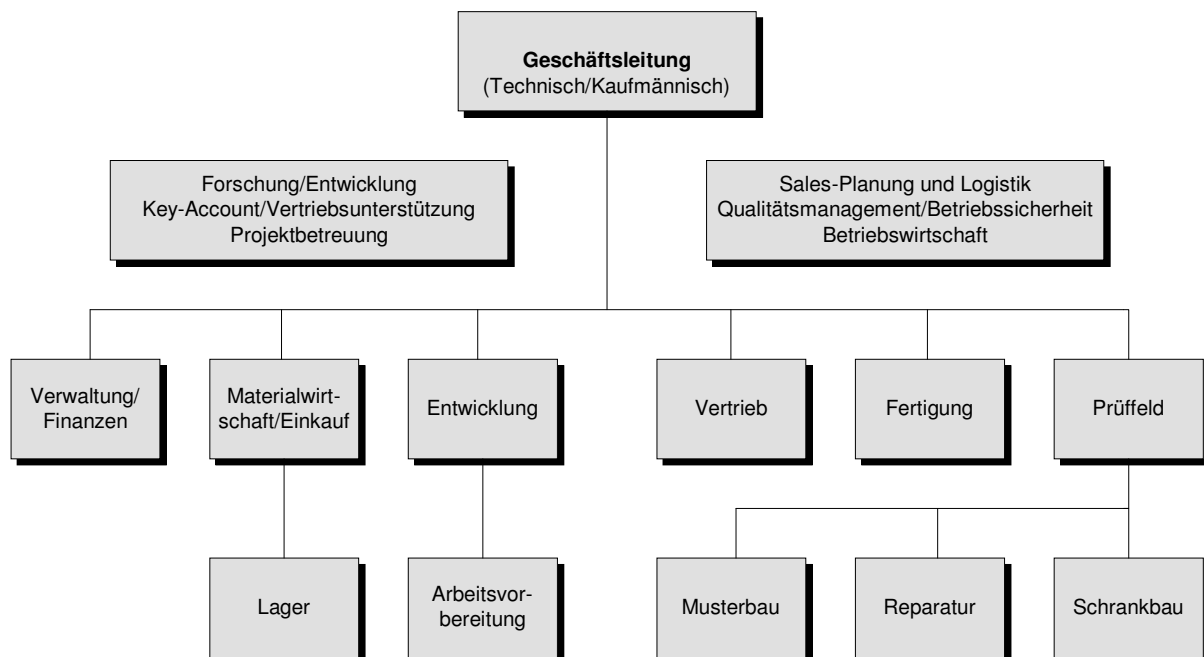 Geschäftsleitung
(Technisch/Kaufmännisch)
Forschung/Entwicklung
Key-Account/Vertriebsunterstützung
Projektbetreuung
Sales-Planung und Logistik
Qualitätsmanagement/Betriebssicherheit
Betriebswirtschaft
Verwaltung/
Finanzen
Materialwirt-
schaft/Einkauf
Entwicklung
Vertrieb
Fertigung
Prüffeld
Lager
Arbeitsvor-
bereitung
Musterbau
Reparatur
Schrankbau